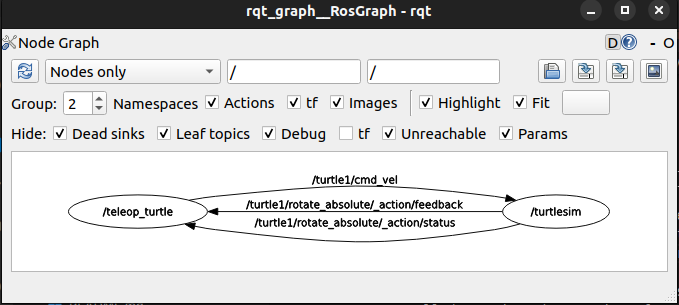 rqt_graph__RosGraph - rqt
Node Graph D - O
Nodes only / /
Group: 2 Namespaces Actions tf Images Highlight Fit
Hide: Dead sinks Leaf topics Debug tf Unreachable Params
/turtle1/cmd_vel
/teleop_turtle /turtle1/rotate_absolute/_action/feedback /turtlesim
/turtle1/rotate_absolute/_action/status